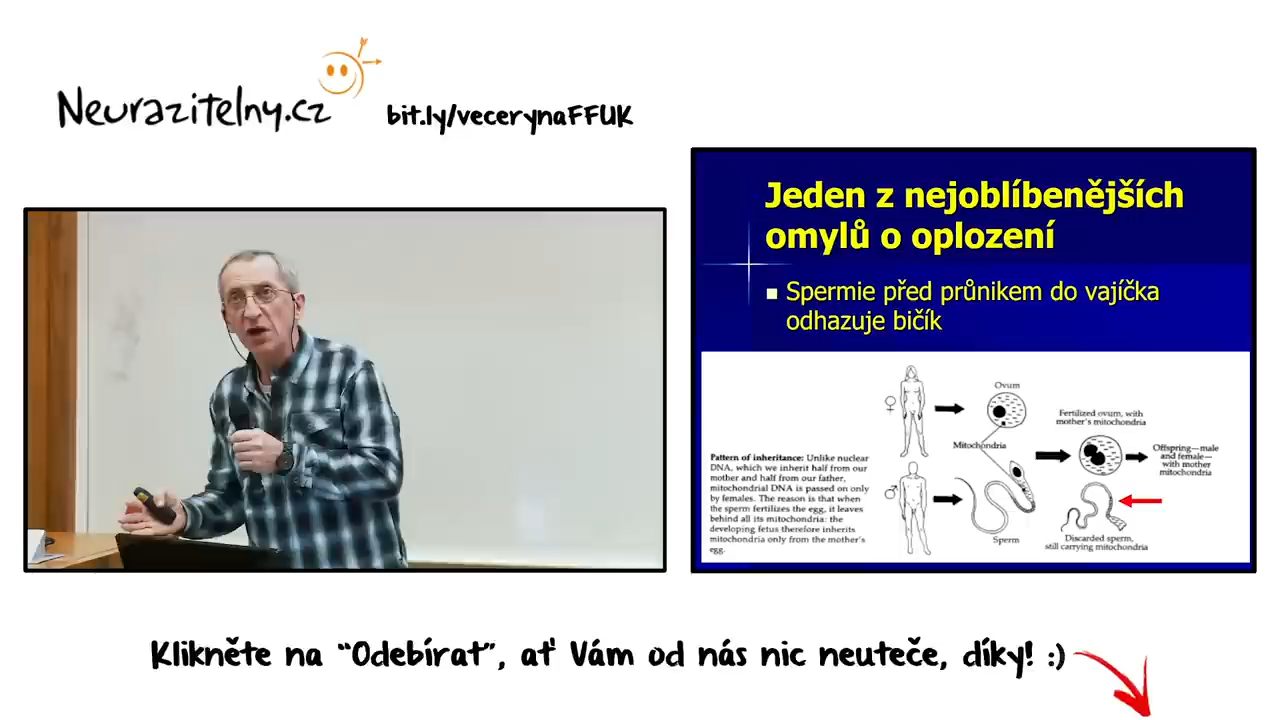 Neurazitelny.cz
bit.ly/vecerynaFFUK
Jeden z nejoblíbenějších
omylů o oplození
Spermie před průnikem do vajíčka
odhazuje bičík
Pattern of inheritance: Unlike nuclear
DNA, which we inherit half from our
mother and half from our father,
mitochondrial DNA is passed on only
by females. The reason is that when
the sperm fertilizes the egg, it leaves
behind all its mitochondria: the
developing fetus therefore inherits
mitochondria only from the mother's
egg.
♀
Ovum
Mitochondria
♂
Sperm
Fertilized ovum, with
mother's mitochondria
Offspring—male
and female—
with mother
mitochondria
Discarded sperm,
still carrying mitochondria
Klikněte na "Odebírat", ať Vám od nás nic neuteče, díky! :)